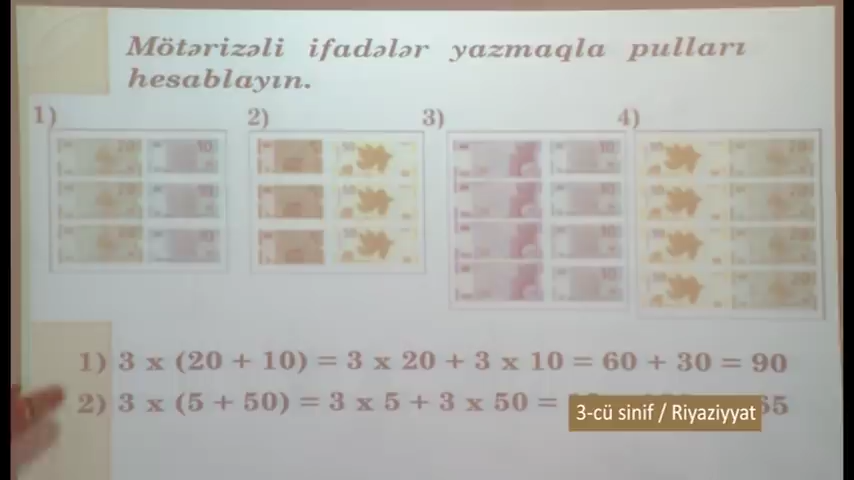 Mötərizəli ifadələr yazmaqla pulları
hesablayın.
1)
2)
3)
4)
1) 3 x (20 + 10) = 3 x 20 + 3 x 10 = 60 + 30 = 90
2) 3 x (5 + 50) = 3 x 5 + 3 x 50 = 65
3-cü sinif / Riyaziyyat